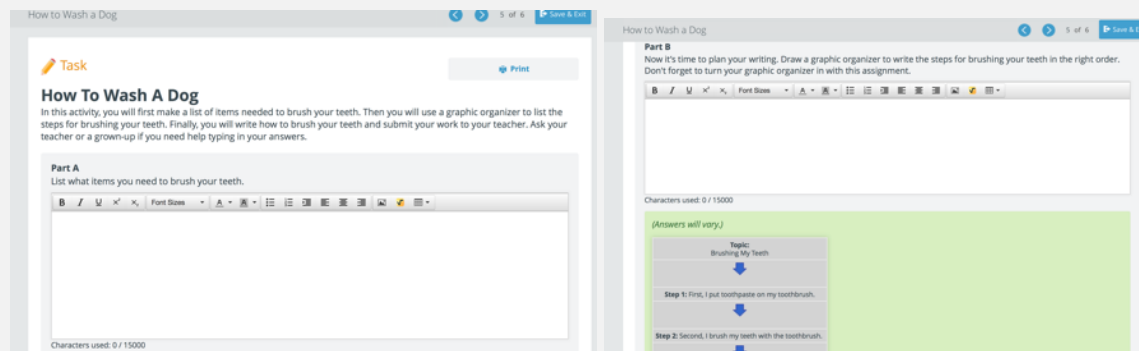 How to Wash a Dog
5 of 6
Save & Exit
Task
Print
How To Wash A Dog
In this activity, you will first make a list of items needed to brush your teeth. Then you will use a graphic organizer to list the
steps for brushing your teeth. Finally, you will write how to brush your teeth and submit your work to your teacher. Ask your
teacher or a grown-up if you need help typing in your answers.
Part A
List what items you need to brush your teeth.
B I U x² x₂ Font Sizes A A
Characters used: 0 / 15000
How to Wash a Dog
5 of 6
Save & E
Part B
Now it's time to plan your writing. Draw a graphic organizer to write the steps for brushing your teeth in the right order.
Don't forget to turn your graphic organizer in with this assignment.
B I U x² x₂ Font Sizes A A
Characters used: 0 / 15000
(Answers will vary.)
Topic:
Brushing My Teeth
Step 1: First, I put toothpaste on my toothbrush.
Step 2: Second, I brush my teeth with the toothbrush.